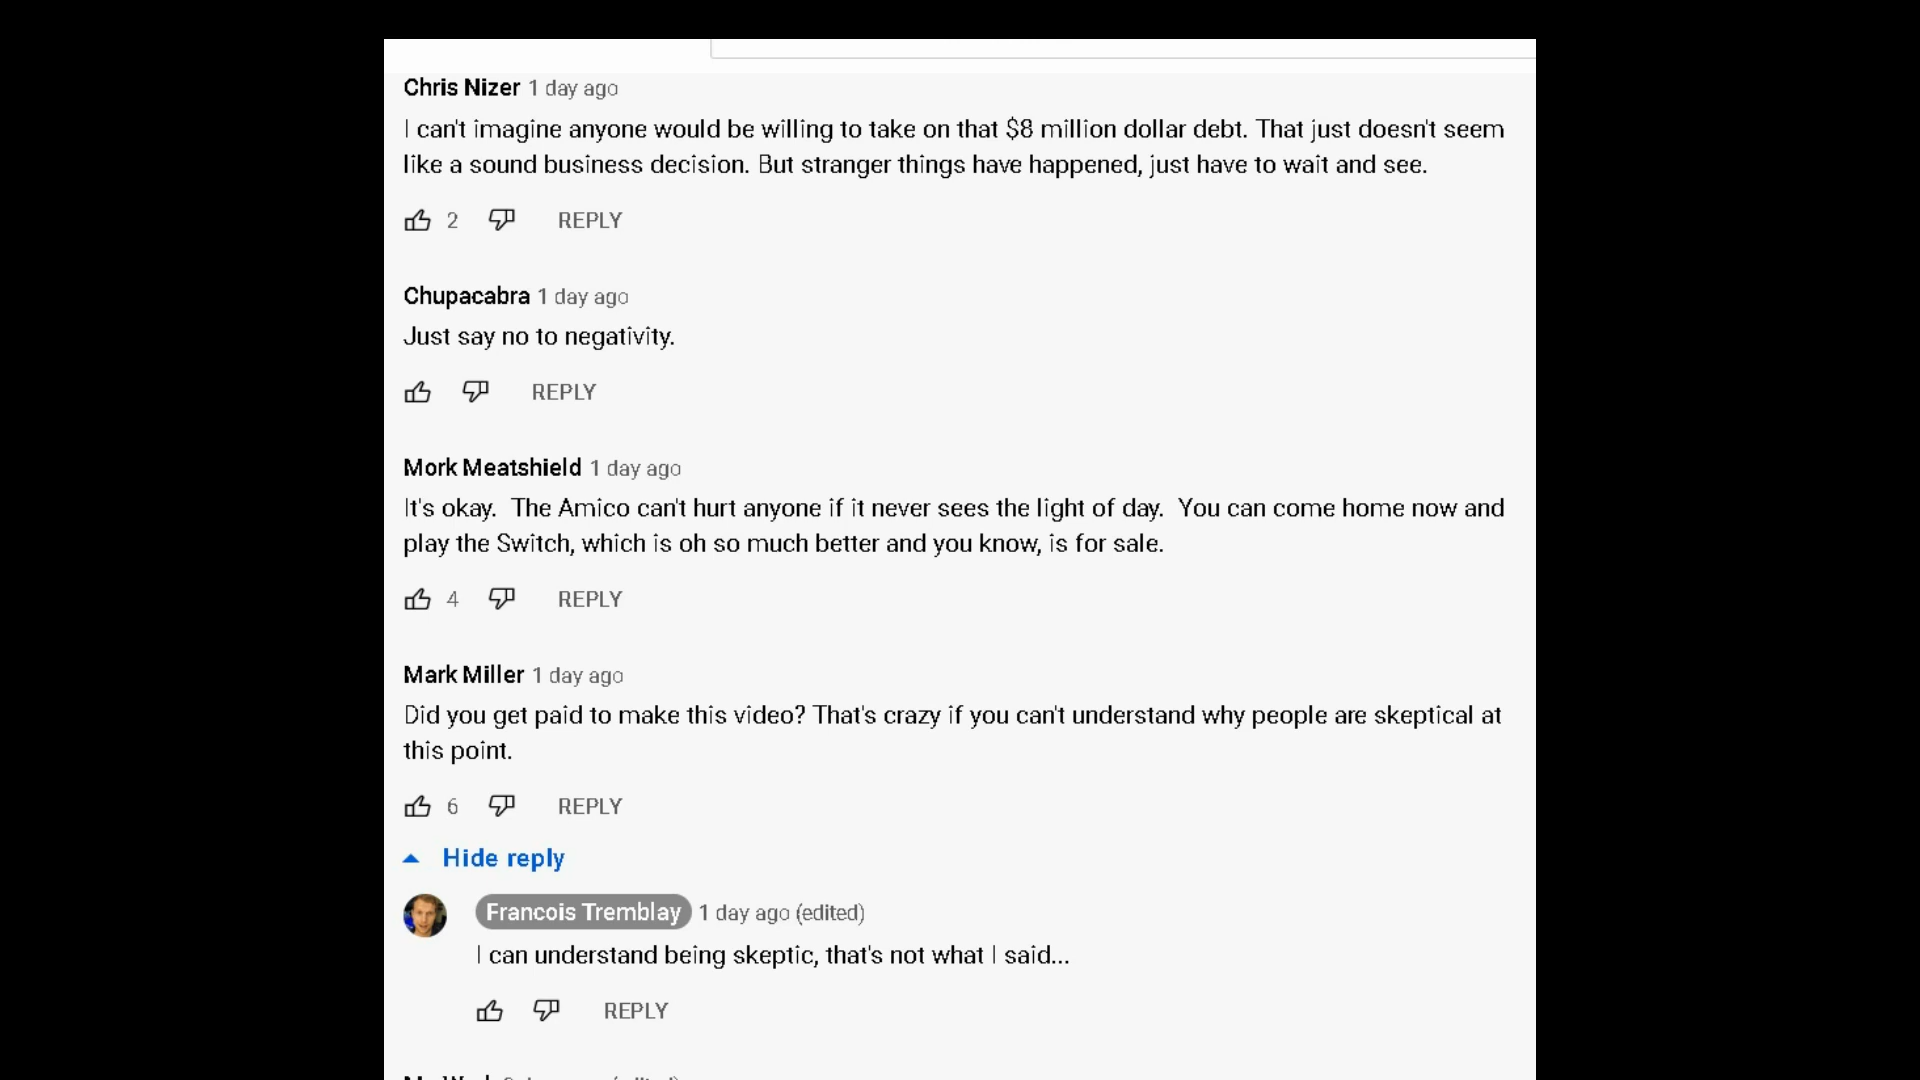 Chris Nizer 1 day ago
I can't imagine anyone would be willing to take on that $8 million dollar debt. That just doesn't seem
like a sound business decision. But stranger things have happened, just have to wait and see.
2 REPLY
Chupacabra 1 day ago
Just say no to negativity.
REPLY
Mork Meatshield 1 day ago
It's okay.  The Amico can't hurt anyone if it never sees the light of day.  You can come home now and
play the Switch, which is oh so much better and you know, is for sale.
4 REPLY
Mark Miller 1 day ago
Did you get paid to make this video? That's crazy if you can't understand why people are skeptical at
this point.
6 REPLY
Hide reply
Francois Tremblay 1 day ago (edited)
I can understand being skeptic, that's not what I said...
REPLY